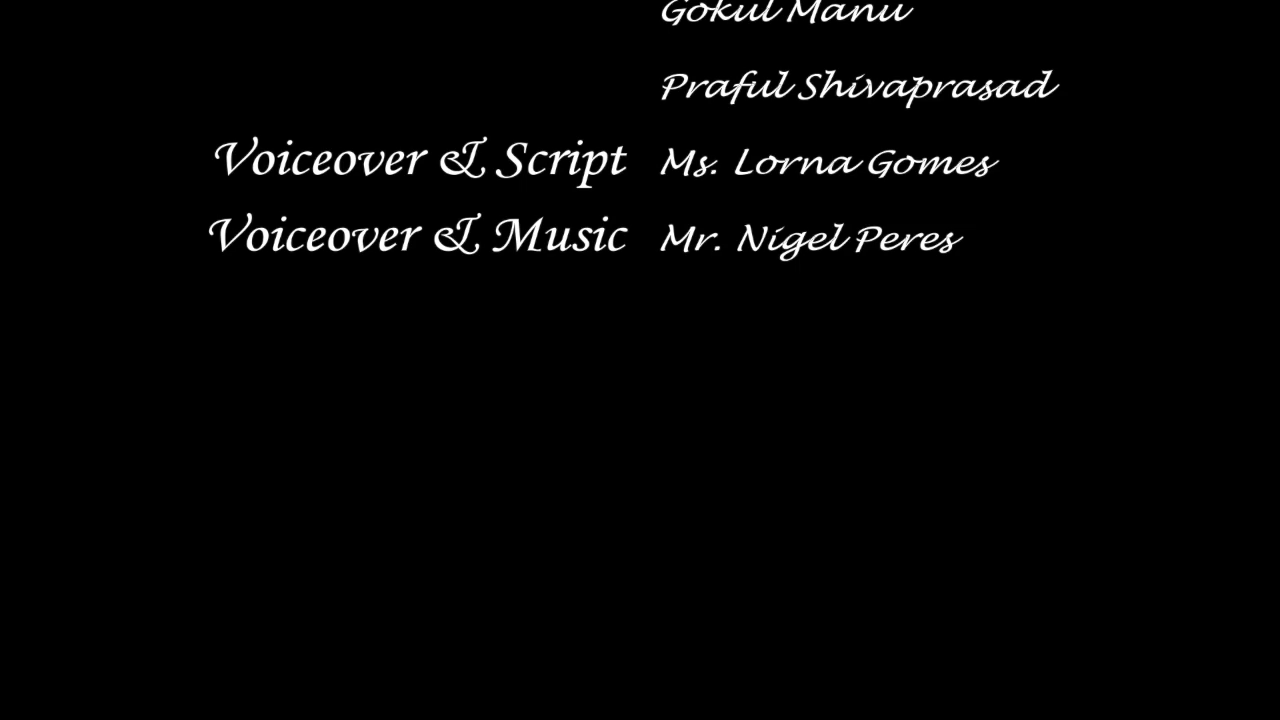 Gokul Manu
Praful Shivaprasad
Voiceover & Script Ms. Lorna Gomes
Voiceover & Music Mr. Nigel Peres